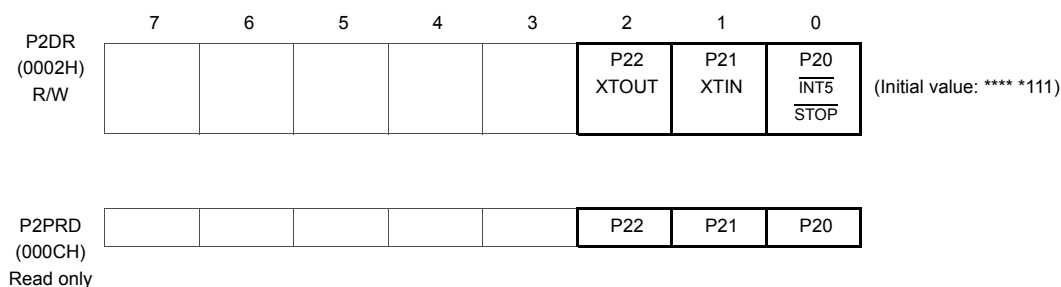 7 6 5 4 3 2 1 0
P2DR
(0002H)
R/W
P22
XTOUT
P21
XTIN
P20
INT5
STOP
(Initial value: **** *111)
P2PRD
(000CH)
Read only
P22
P21
P20